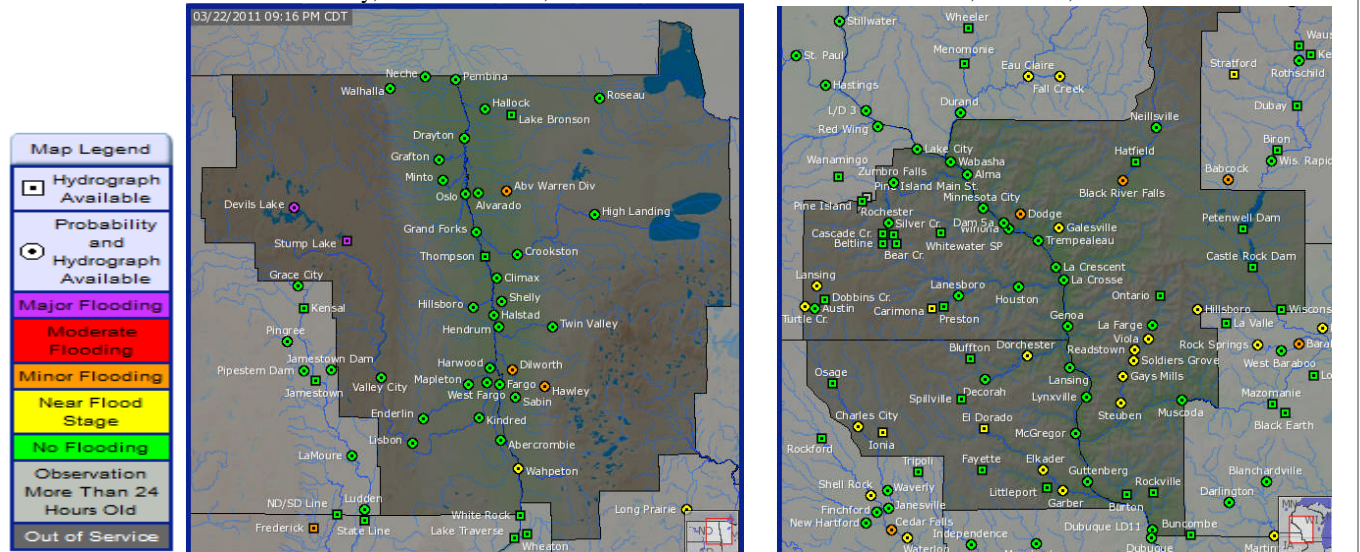 Map Legend
Hydrograph
Available
Probability
and
Hydrograph
Available
Major Flooding
Moderate
Flooding
Minor Flooding
Near Flood
Stage
No Flooding
Observation
More Than 24
Hours Old
Out of Service
03/22/2011 09:16 PM CDT
Neche
Pembina
Walhalla
Hallock
Roseau
Lake Bronson
Drayton
Grafton
Minto
Abv Warren Div
Oslo
Alvarado
Devils Lake
High Landing
Grand Forks
Stump Lake
Thompson
Crookston
Grace City
Climax
Kensal
Hillsboro
Shelly
Halstad
Pingree
Hendrum
Twin Valley
Jamestown Dam
Harwood
Dilworth
Pipestem Dam
Mapleton
Fargo
Hawley
Jamestown
Valley City
West Fargo
Sabin
Enderlin
Kindred
Lisbon
Abercrombie
LaMoure
Wahpeton
ND/SD Line
Ludden
Long Prairie
White Rock
Frederick
State Line
Lake Traverse
Wheaton
Stillwater
Wheeler
St. Paul
Menomonie
Eau Claire
Stratford
Rothschild
Hastings
Fall Creek
L/D 3
Durand
Dubay
Red Wing
Neillsville
Lake City
Biron
Wanamingo
Wabasha
Hatfield
Wis. Rapid
Zumbro Falls
Alma
Babcock
Pine Island Main St.
Black River Falls
Pine Island
Minnesota City
Rochester
Dodge
Silver Cr.
Dam 5a
Galesville
Petenwell Dam
Cascade Cr.
Winona
Beltline
Whitewater SP
Trempealeau
Bear Cr.
Castle Rock Dam
La Crescent
Lansing
Lanesboro
La Crosse
Dobbins Cr.
Houston
Ontario
Austin
Carimona
Preston
Hillsboro
Wiscons
Turtle Cr.
Genoa
La Farge
La Valle
Viola
Dorchester
Readstown
Rock Springs
Bara
Bluffton
Soldiers Grove
West Baraboo
Osage
Lansing
Gays Mills
Decorah
Spillville
Lynxville
Mazomanie
Charles City
El Dorado
Steuben
Muscoda
Black Earth
Rockford
Ionia
McGregor
Tripoli
Fayette
Elkader
Guttenberg
Blanchardville
Shell Rock
Waverly
Littleport
Rockville
Darlington
Finchford
Janesville
Garber
Burton
New Hartford
Cedar Falls
Dubuque LD11
Buncombe
Waterloo
Independence
Dubuque
Martin